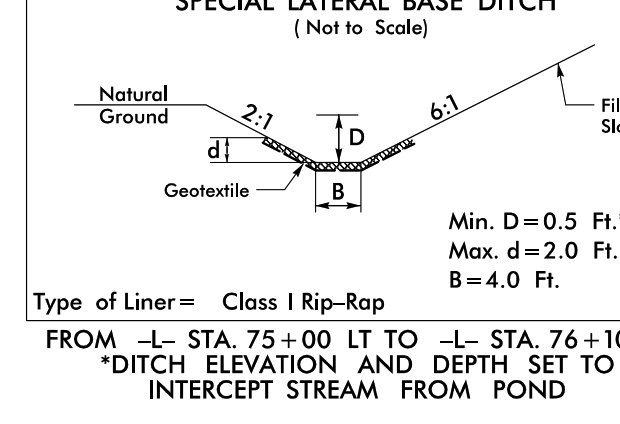 SPECIAL LATERAL BASE DITCH
( Not to Scale)
Natural
Ground
2:1
6:1
D
d
Geotextile
B
Min. D=0.5 Ft.*
Max. d=2.0 Ft.
B=4.0 Ft.
Type of Liner= Class I Rip-Rap
FROM -L- STA. 75+00 LT TO -L- STA.
*DITCH ELEVATION AND DEPTH SET TO
INTERCEPT STREAM FROM POND